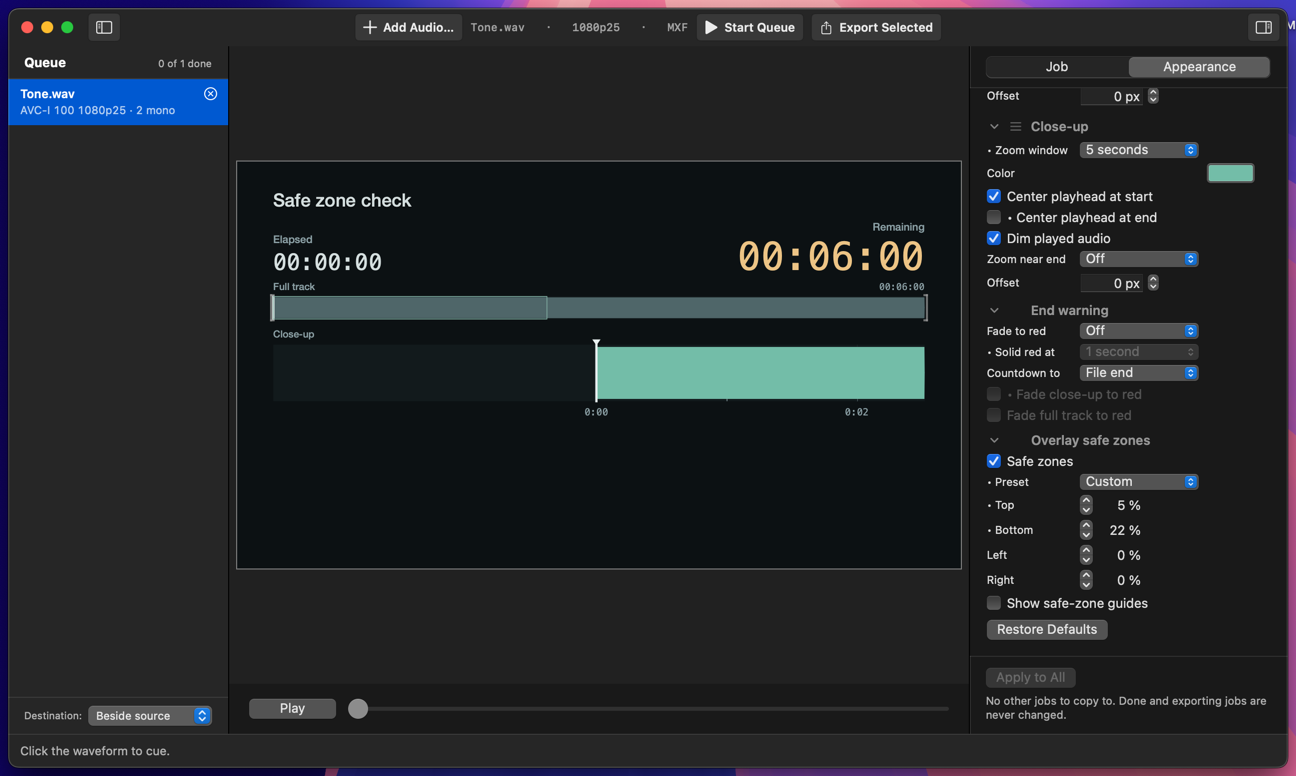 Add Audio... Tone.wav · 1080p25 · MXF Start Queue Export Selected
M
Queue 0 of 1 done
Tone.wav
AVC-I 100 1080p25 · 2 mono
Safe zone check
Elapsed
00:00:00
Remaining
00:06:00
Full track 00:06:00
Close-up
0:00 0:02
Job Appearance
Offset 0 px
Close-up
• Zoom window 5 seconds
Color
Center playhead at start
• Center playhead at end
Dim played audio
Zoom near end Off
Offset 0 px
End warning
Fade to red Off
• Solid red at 1 second
Countdown to File end
• Fade close-up to red
Fade full track to red
Overlay safe zones
Safe zones
• Preset Custom
• Top 5 %
• Bottom 22 %
Left 0 %
Right 0 %
Show safe-zone guides
Restore Defaults
Apply to All
No other jobs to copy to. Done and exporting jobs are
never changed.
Destination: Beside source
Play
Click the waveform to cue.